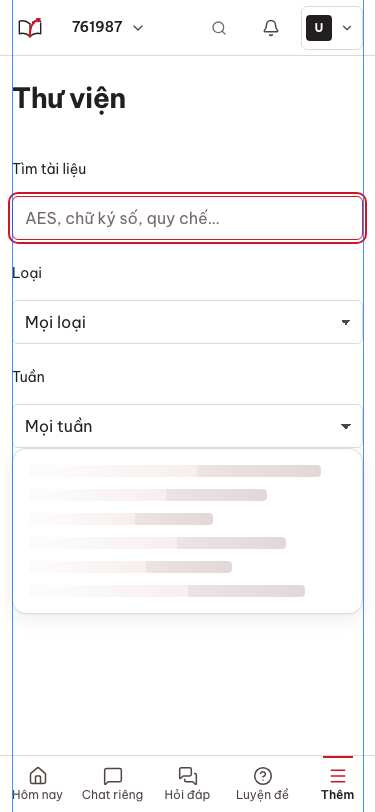 761987
U
Thư viện
Tìm tài liệu
AES, chữ ký số, quy chế...
Loại
Mọi loại
Tuần
Mọi tuần
Hôm nay
Chat riêng
Hỏi đáp
Luyện đề
Thêm